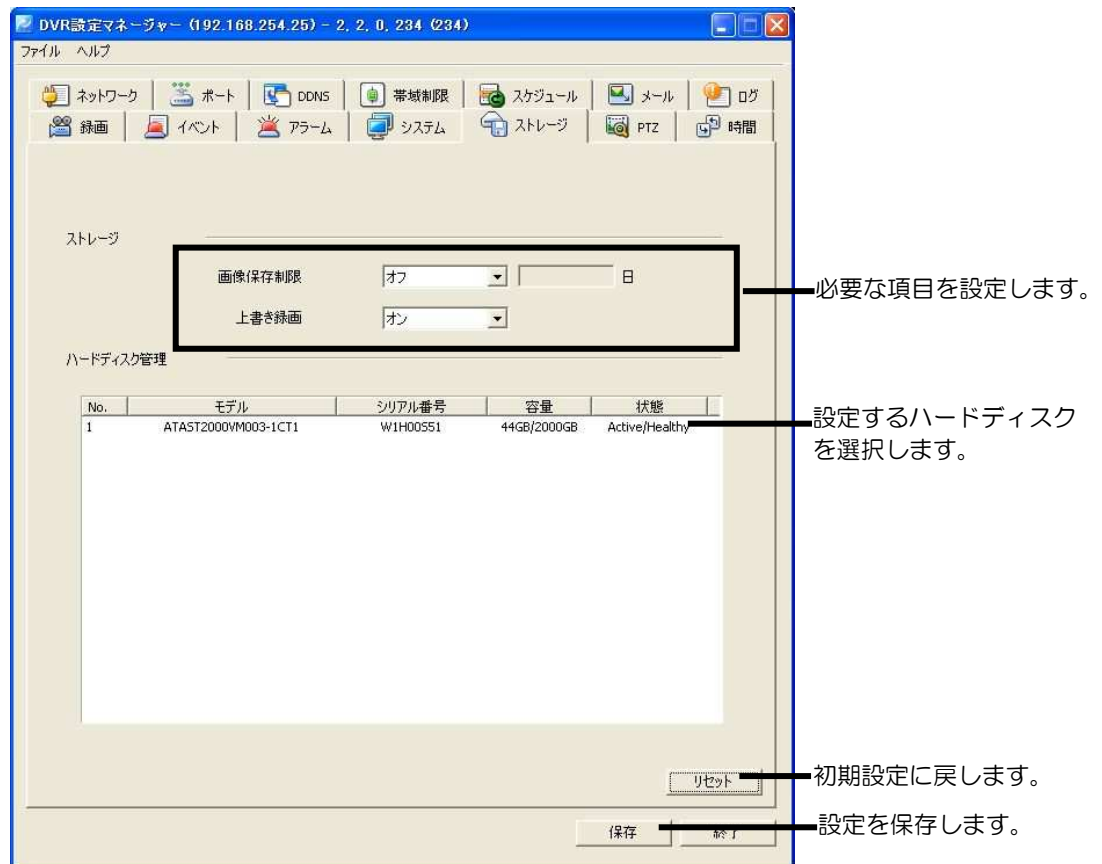 DVR設定マネージャー (192.168.254.25) - 2, 2, 0, 234 (234)
ファイル ヘルプ
ネットワーク ポート DDNS 帯域制限 スケジュール メール ログ
録画 イベント アラーム システム ストレージ PTZ 時間
ストレージ
画像保存制限 オフ 日
必要な項目を設定します。
上書き録画 オン
ハードディスク管理
No. モデル シリアル番号 容量 状態
1 ATAST2000VM003-1CT1 W1H00S51 44GB/2000GB Active/Healthy
設定するハードディスク
を選択します。
リセット
初期設定に戻します。
保存 終了
設定を保存します。